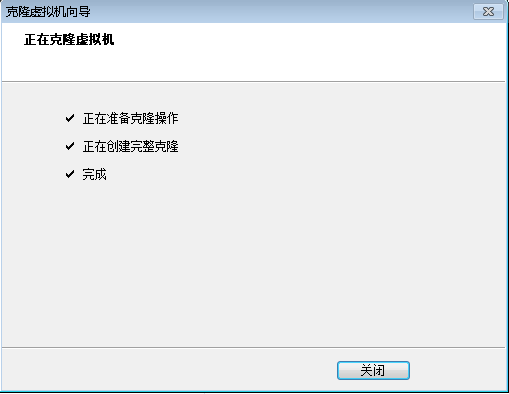 克隆虚拟机向导
正在克隆虚拟机
正在准备克隆操作
正在创建完整克隆
完成
关闭